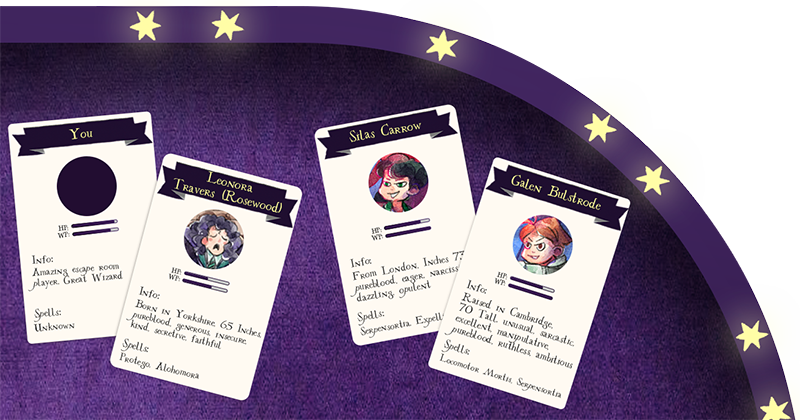 You
HP:
WP:
Info:
Amazing escape room
player, Great Wizard
Spells:
Unknown
Leonora
Travers (Rosewood)
HP:
WP:
Info:
Born in Yorkshire 65 Inches,
pureblood, generous, insecure,
kind, secretive, faithful
Spells:
Protego, Alohomora
Silas Carrow
HP:
WP:
Info:
From London, Inches
pureblood, eager,
dazzling, opulent
Spells:
Serpensortia
Galen Bulstrode
HP:
WP:
Info:
Raised in Cambridge,
70 Tall, unusual, sarcastic,
excellent, manipulative,
pureblood, ruthless, ambitious
Spells:
Locomotor Mortis, Serpensortia